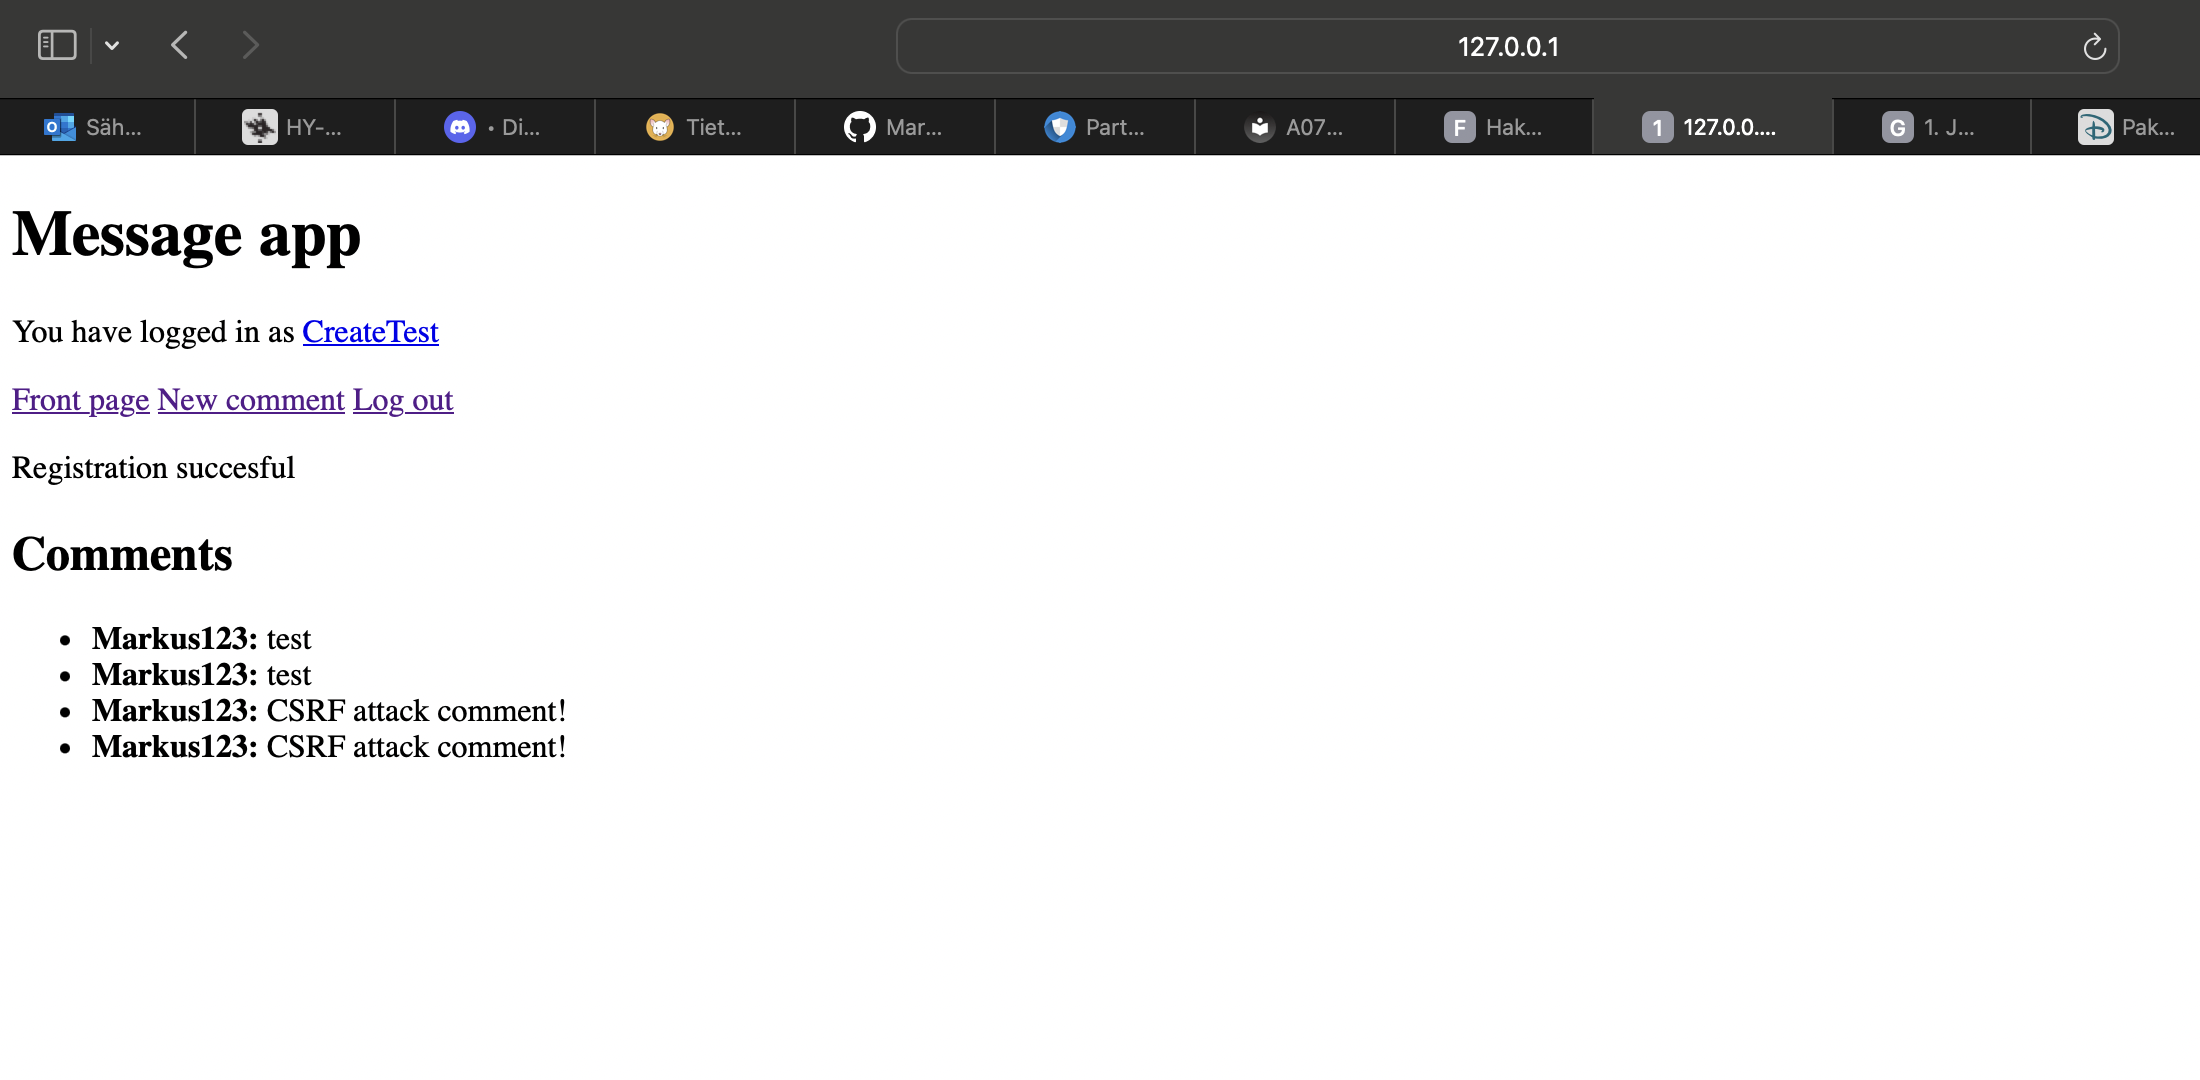 127.0.0.1
Säh...
HY-...
• Di...
Tiet...
Mar...
Part...
A07...
F Hak...
1 127.0.0....
G 1. J...
Pak...
Message app
You have logged in as CreateTest
Front page New comment Log out
Registration succesful
Comments
• Markus123: test
• Markus123: test
• Markus123: CSRF attack comment!
• Markus123: CSRF attack comment!